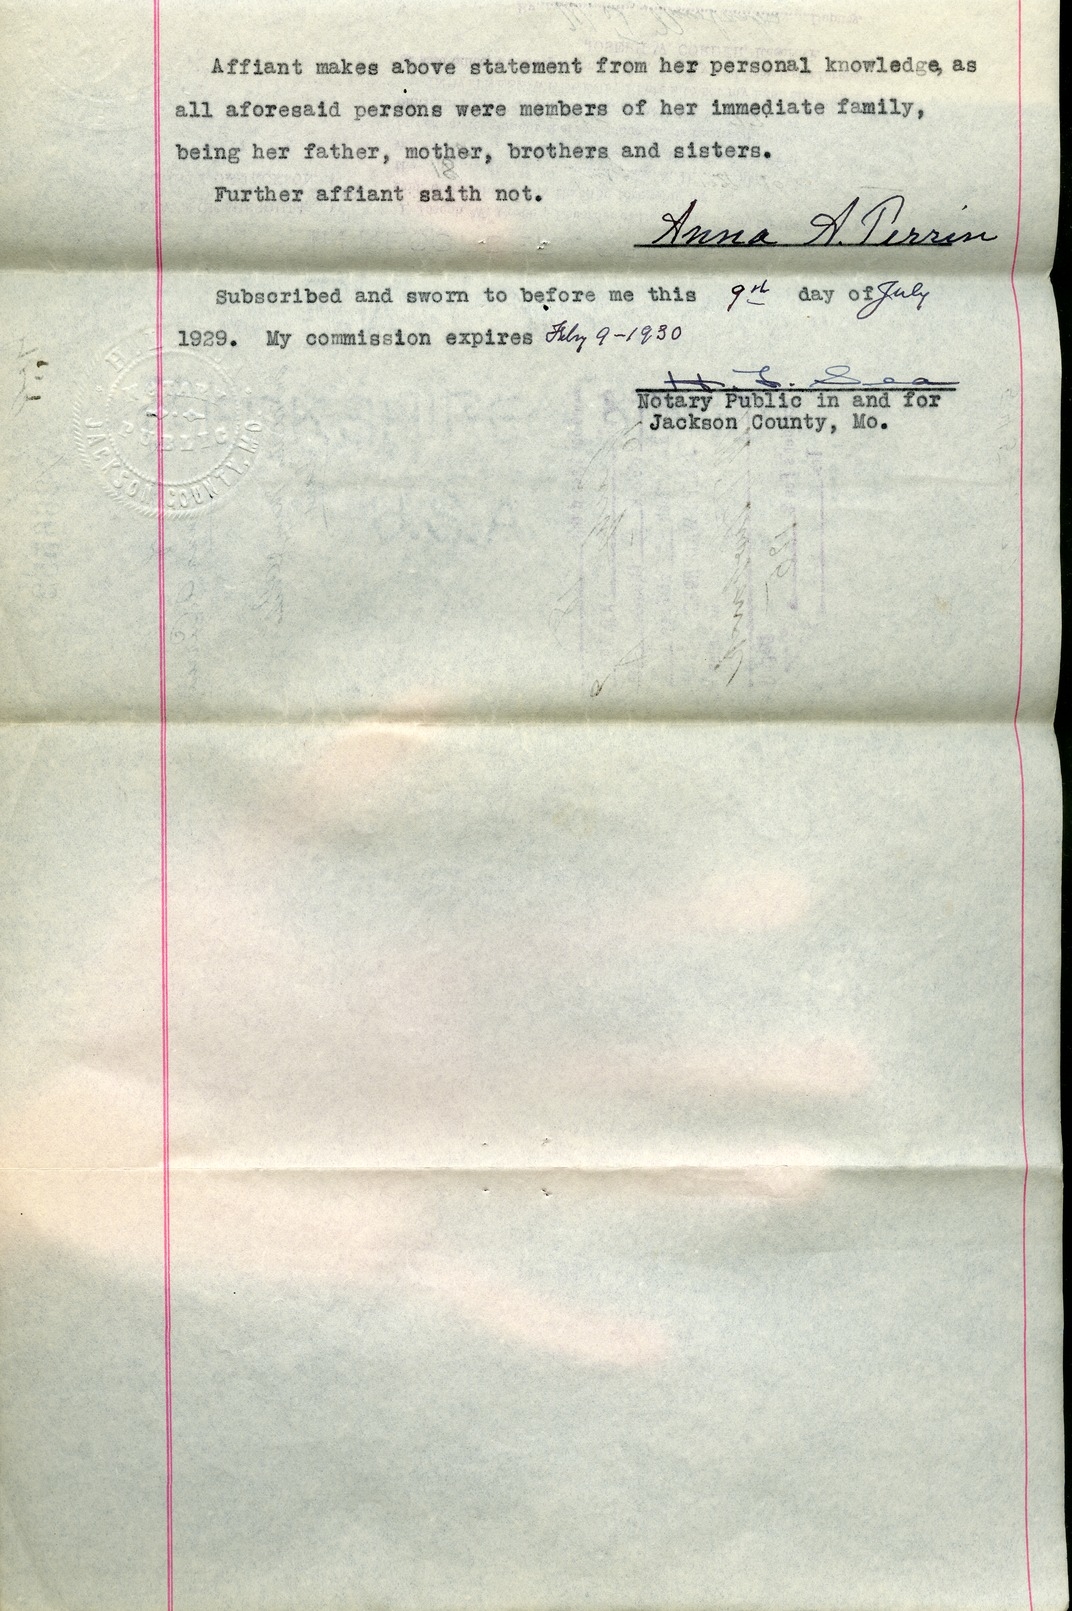 Affiant makes above statement from her personal knowledge, as
all aforesaid persons were members of her immediate family,
being her father, mother, brothers and sisters.
Further affiant saith not.
Anna A. Perrin
Subscribed and sworn to before me this 9th day of July
1929. My commission expires Feby 9-1930
H. L. Gea
Notary Public in and for
Jackson County, Mo.
NOTARY
PUBLIC
JACKSON COUNTY, MO